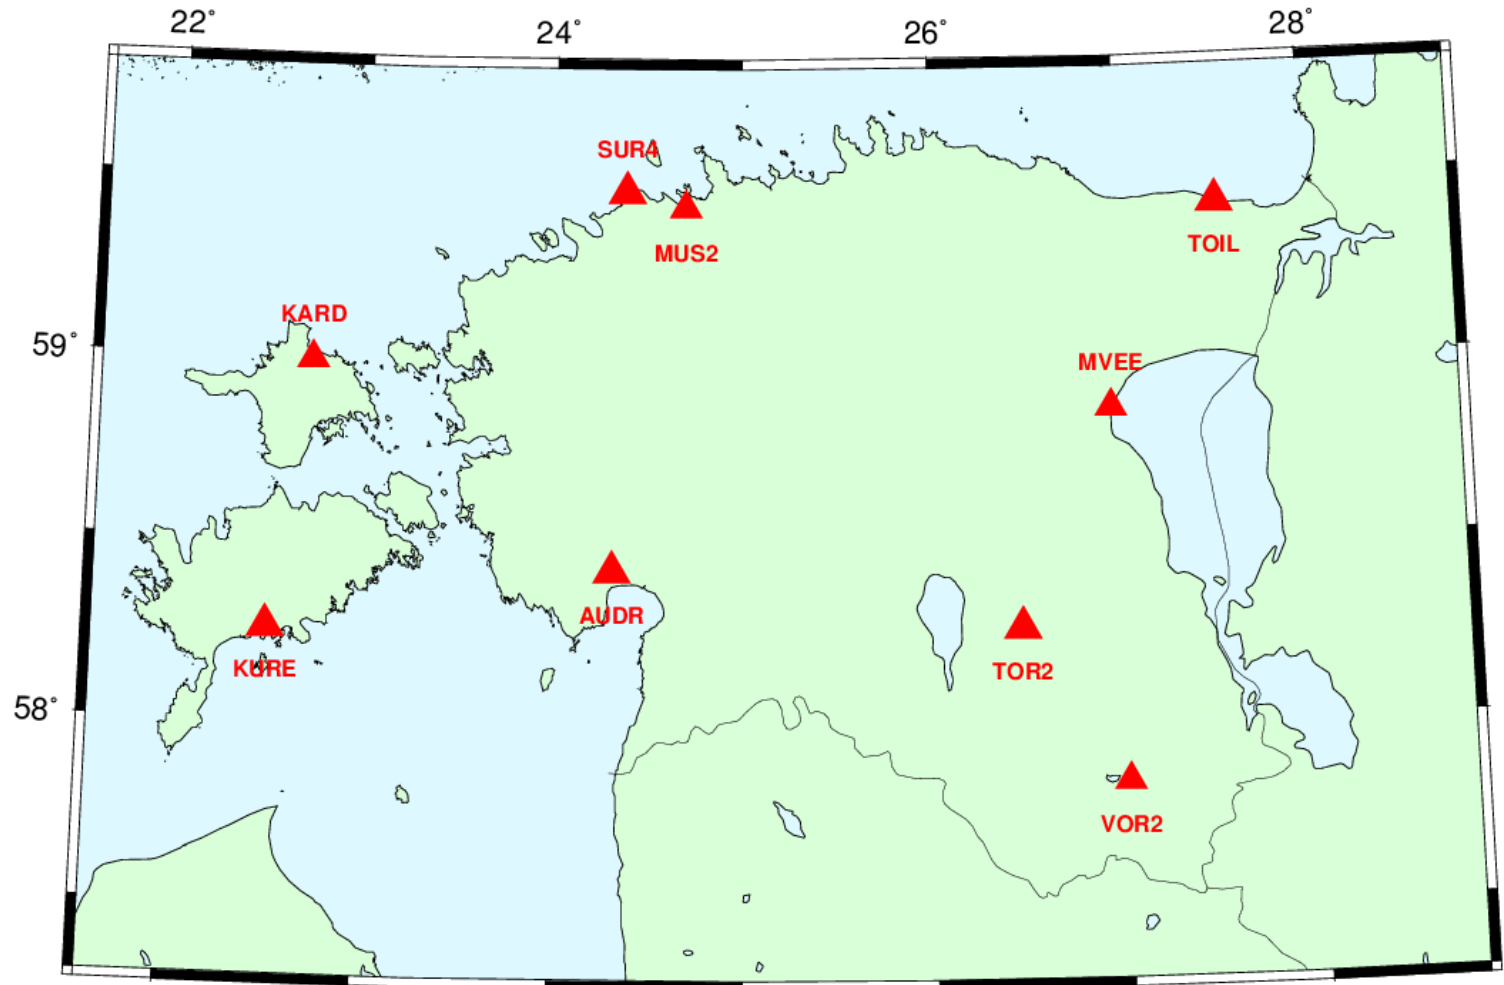 22° 24° 26° 28°
SUR4
MUS2
TOIL
KARD
59°
MVEE
AUDR
KURE
TOR2
58°
VOR2